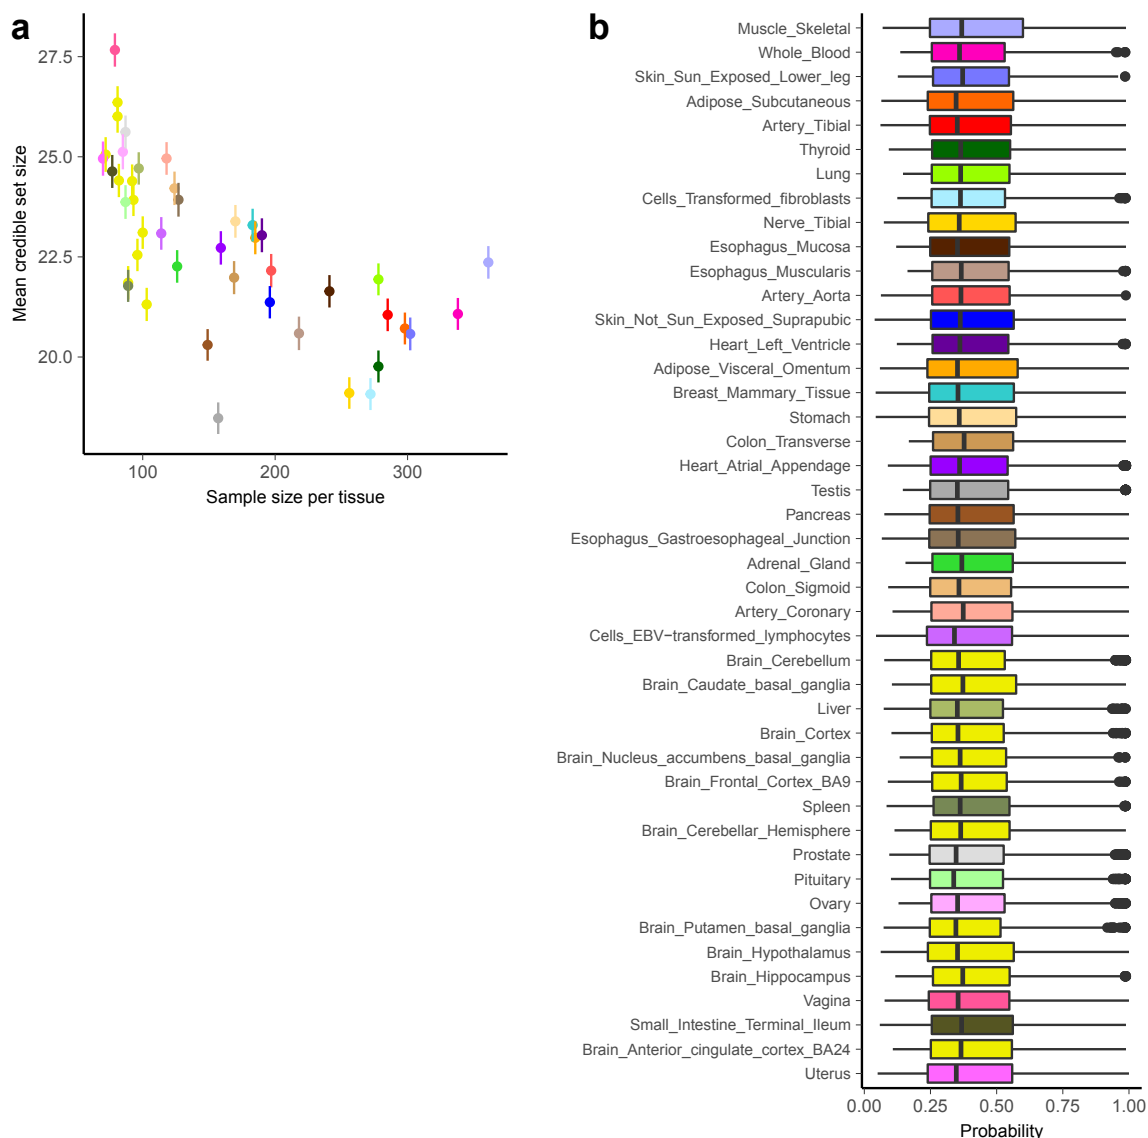 a
27.5
25.0
22.5
20.0
Mean credible set size
100 200 300
Sample size per tissue
b
Muscle_Skeletal
Whole_Blood
Skin_Sun_Exposed_Lower_leg
Adipose_Subcutaneous
Artery_Tibial
Thyroid
Lung
Cells_Transformed_fibroblasts
Nerve_Tibial
Esophagus_Mucosa
Esophagus_Muscularis
Artery_Aorta
Skin_Not_Sun_Exposed_Suprapubic
Heart_Left_Ventricle
Adipose_Visceral_Omentum
Breast_Mammary_Tissue
Stomach
Colon_Transverse
Heart_Atrial_Appendage
Testis
Pancreas
Esophagus_Gastroesophageal_Junction
Adrenal_Gland
Colon_Sigmoid
Artery_Coronary
Cells_EBV−transformed_lymphocytes
Brain_Cerebellum
Brain_Caudate_basal_ganglia
Liver
Brain_Cortex
Brain_Nucleus_accumbens_basal_ganglia
Brain_Frontal_Cortex_BA9
Spleen
Brain_Cerebellar_Hemisphere
Prostate
Pituitary
Ovary
Brain_Putamen_basal_ganglia
Brain_Hypothalamus
Brain_Hippocampus
Vagina
Small_Intestine_Terminal_Ileum
Brain_Anterior_cingulate_cortex_BA24
Uterus
0.00 0.25 0.50 0.75 1.00
Probability